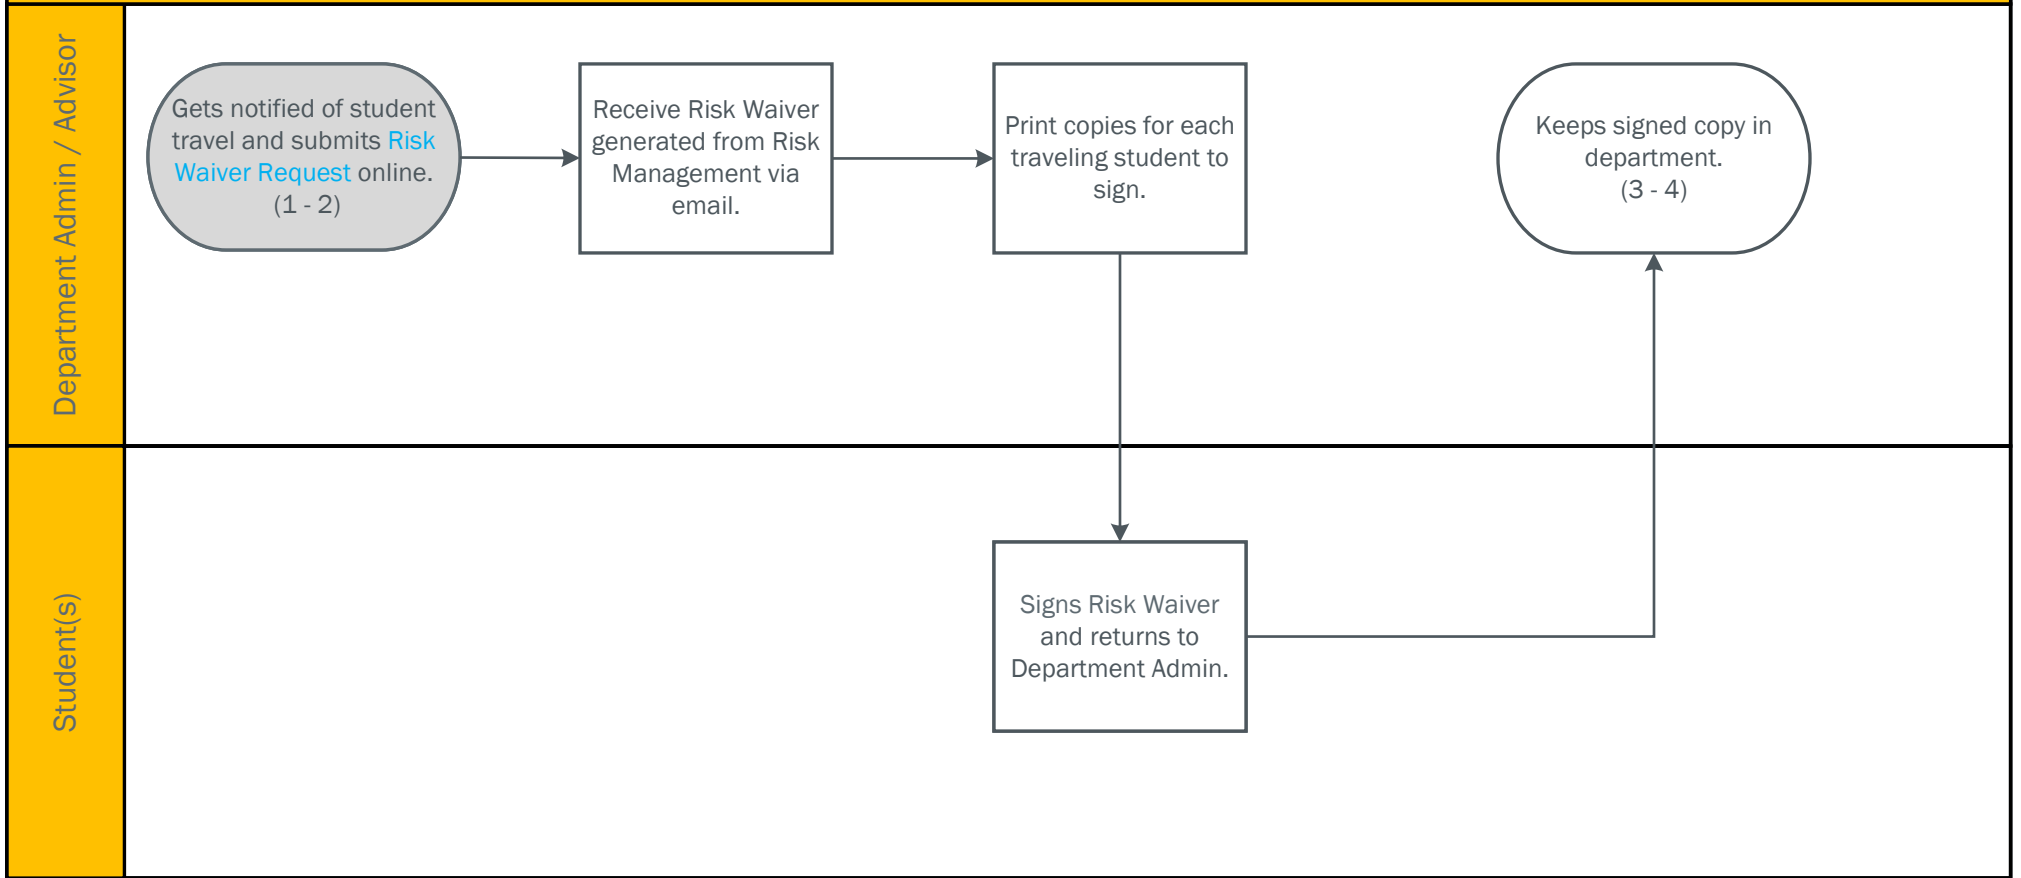 Department Admin / Advisor
Gets notified of student
travel and submits Risk
Waiver Request online.
(1 - 2)
Receive Risk Waiver
generated from Risk
Management via
email.
Print copies for each
traveling student to
sign.
Keeps signed copy in
department.
(3 - 4)
Student(s)
Signs Risk Waiver
and returns to
Department Admin.